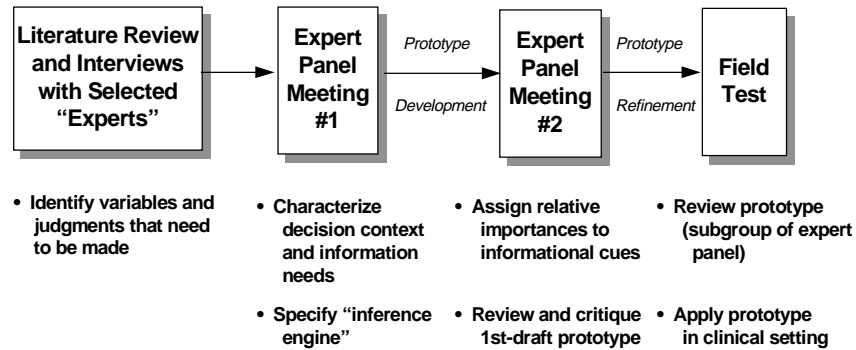 Literature Review
and Interviews
with Selected
“Experts”
Expert
Panel
Meeting
#1
Prototype
Development
Expert
Panel
Meeting
#2
Prototype
Refinement
Field
Test
• Identify variables and
judgments that need
to be made
• Characterize
decision context
and information
needs
• Specify “inference
engine”
• Assign relative
importances to
informational cues
• Review and critique
1st-draft prototype
• Review prototype
(subgroup of expert
panel)
• Apply prototype
in clinical setting